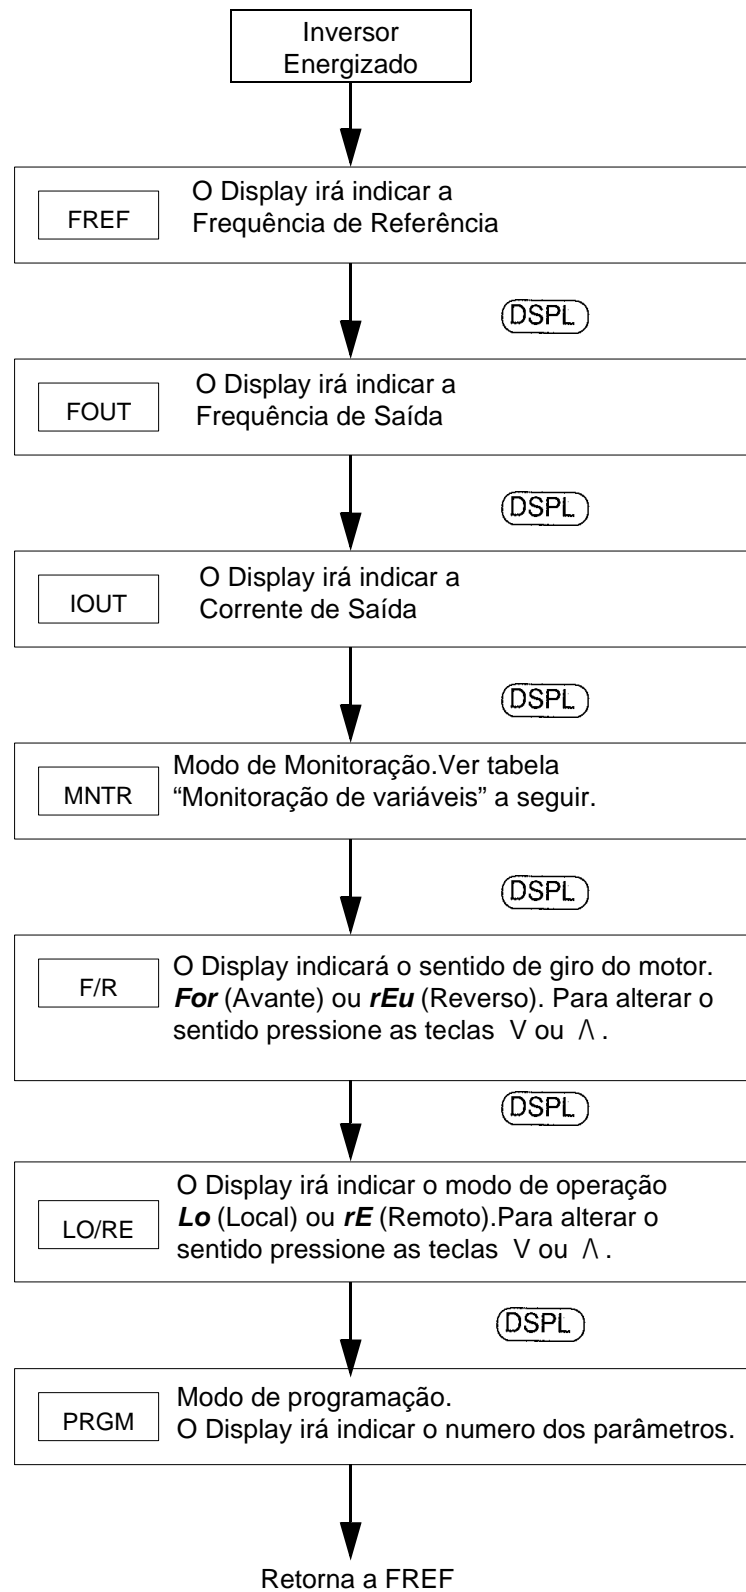 Inversor
Energizado
FREF
O Display irá indicar a
Frequência de Referência
DSPL
FOUT
O Display irá indicar a
Frequência de Saída
DSPL
IOUT
O Display irá indicar a
Corrente de Saída
DSPL
MNTR
Modo de Monitoração.Ver tabela
“Monitoração de variáveis” a seguir.
DSPL
F/R
O Display indicará o sentido de giro do motor.
For (Avante) ou rEu (Reverso). Para alterar o
sentido pressione as teclas V ou Λ .
DSPL
LO/RE
O Display irá indicar o modo de operação
Lo (Local) ou rE (Remoto).Para alterar o
sentido pressione as teclas V ou Λ .
DSPL
PRGM
Modo de programação.
O Display irá indicar o numero dos parâmetros.
Retorna a FREF